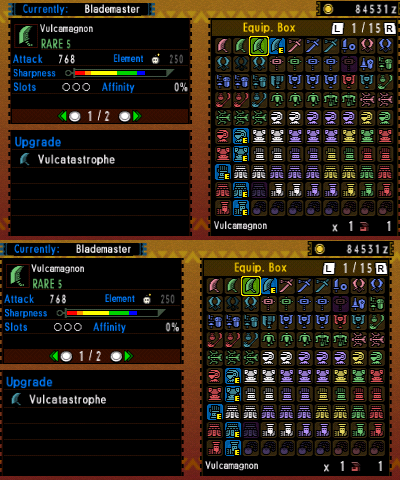 Currently: Blademaster
84531z
Vulcamagnon
RARE 5
Attack 768 Element 250
Sharpness
Slots Affinity 0%
1/2
Upgrade
Vulcatastrophe
Equip. Box L 1/15 R
E
E
E
E
E
E
Vulcamagnon x 1 1
Currently: Blademaster
84531z
Vulcamagnon
RARE 5
Attack 768 Element 250
Sharpness
Slots Affinity 0%
1/2
Upgrade
Vulcatastrophe
Equip. Box L 1/15 R
E
E
E
E
E
E
Vulcamagnon x 1 1